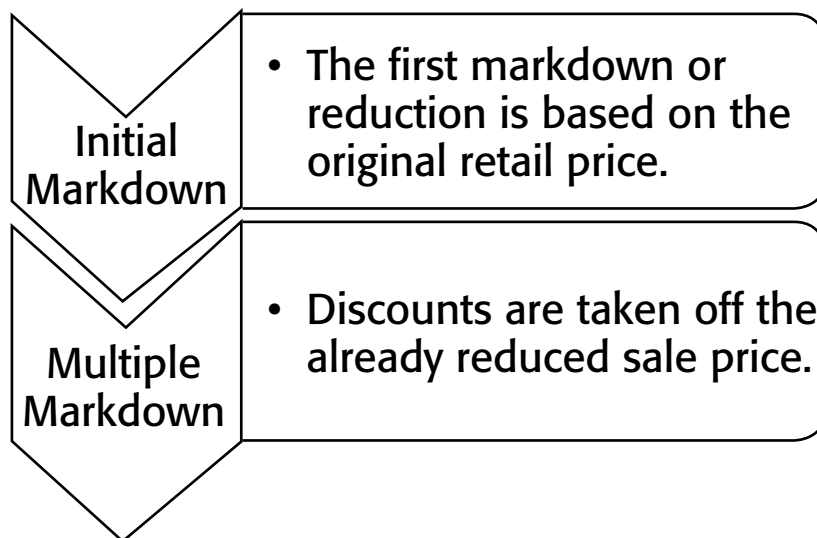 Initial
Markdown
• The first markdown or
reduction is based on the
original retail price.
Multiple
Markdown
• Discounts are taken off the
already reduced sale price.